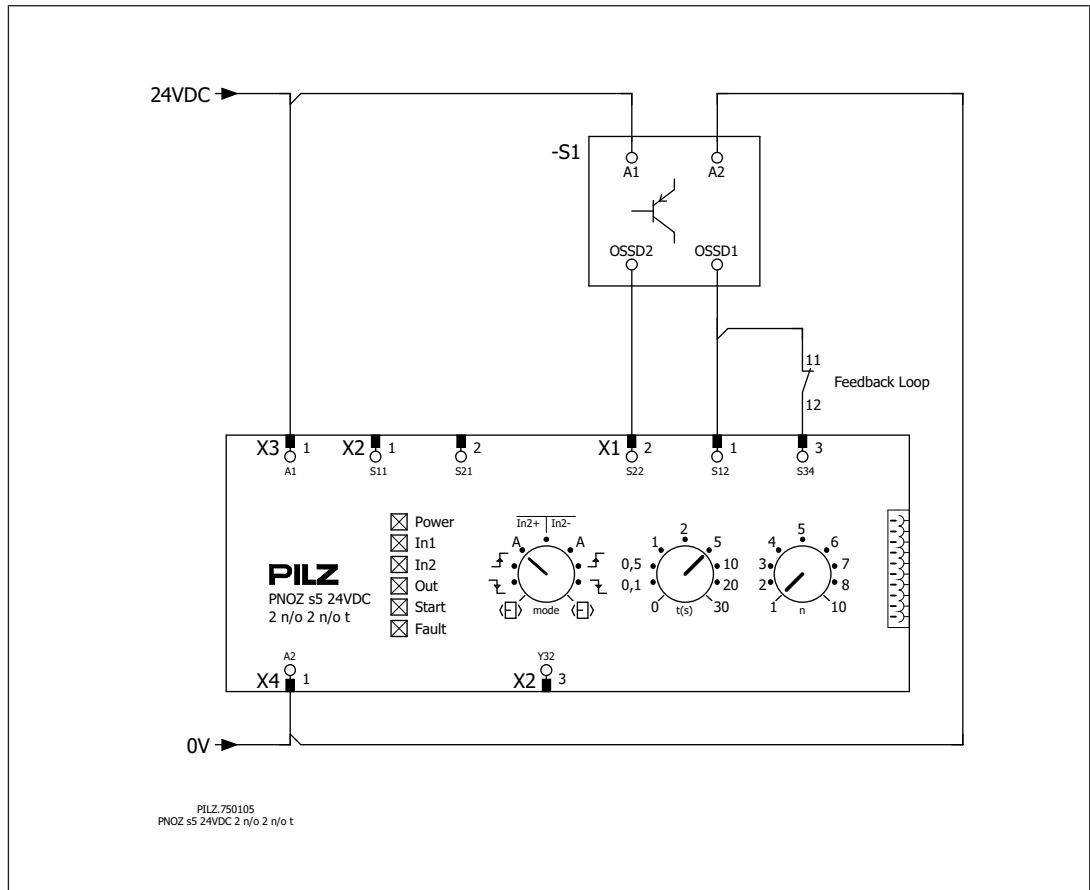 24VDC
-S1
A1 A2
OSSD2 OSSD1
11
Feedback Loop
12
X3 1 X2 1 2 X1 2 1 3
A1 S11 S21 S22 S12 S34
Power
In1
In2
Out
Start
Fault
PILZ
PNOZ s5 24VDC
2 n/o 2 n/o t
In2+ In2-
A A
mode
2
1 5
0,5 10
0,1 20
0 t(s) 30
5
4 6
3 7
2 8
1 n 10
A2 Y32
X4 1 X2 3
0V
PILZ.750105
PNOZ s5 24VDC 2 n/o 2 n/o t